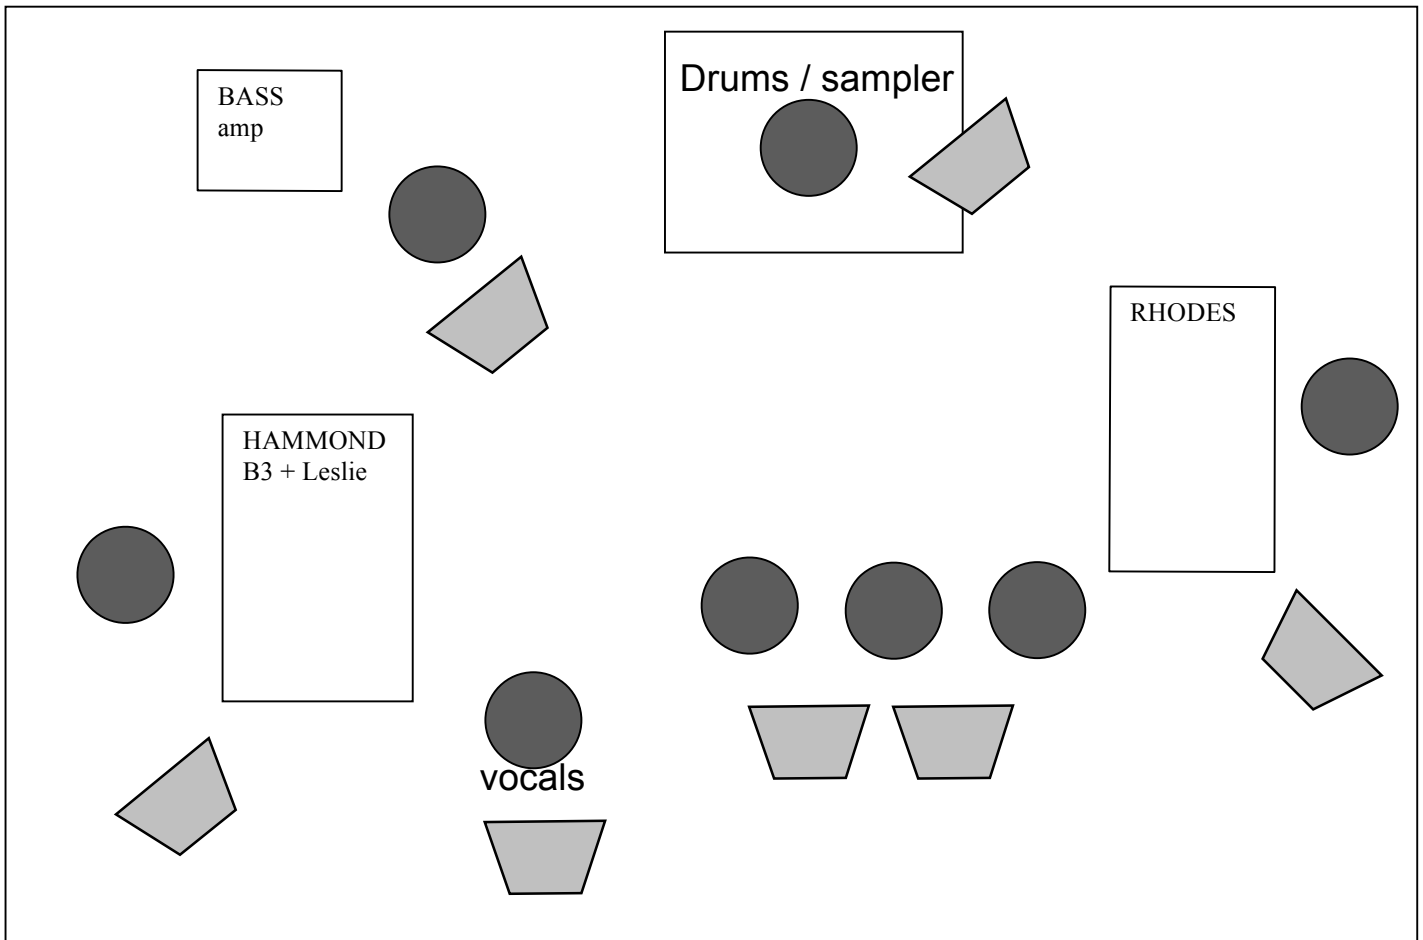 BASS
amp
Drums / sampler
RHODES
HAMMOND
B3 + Leslie
vocals